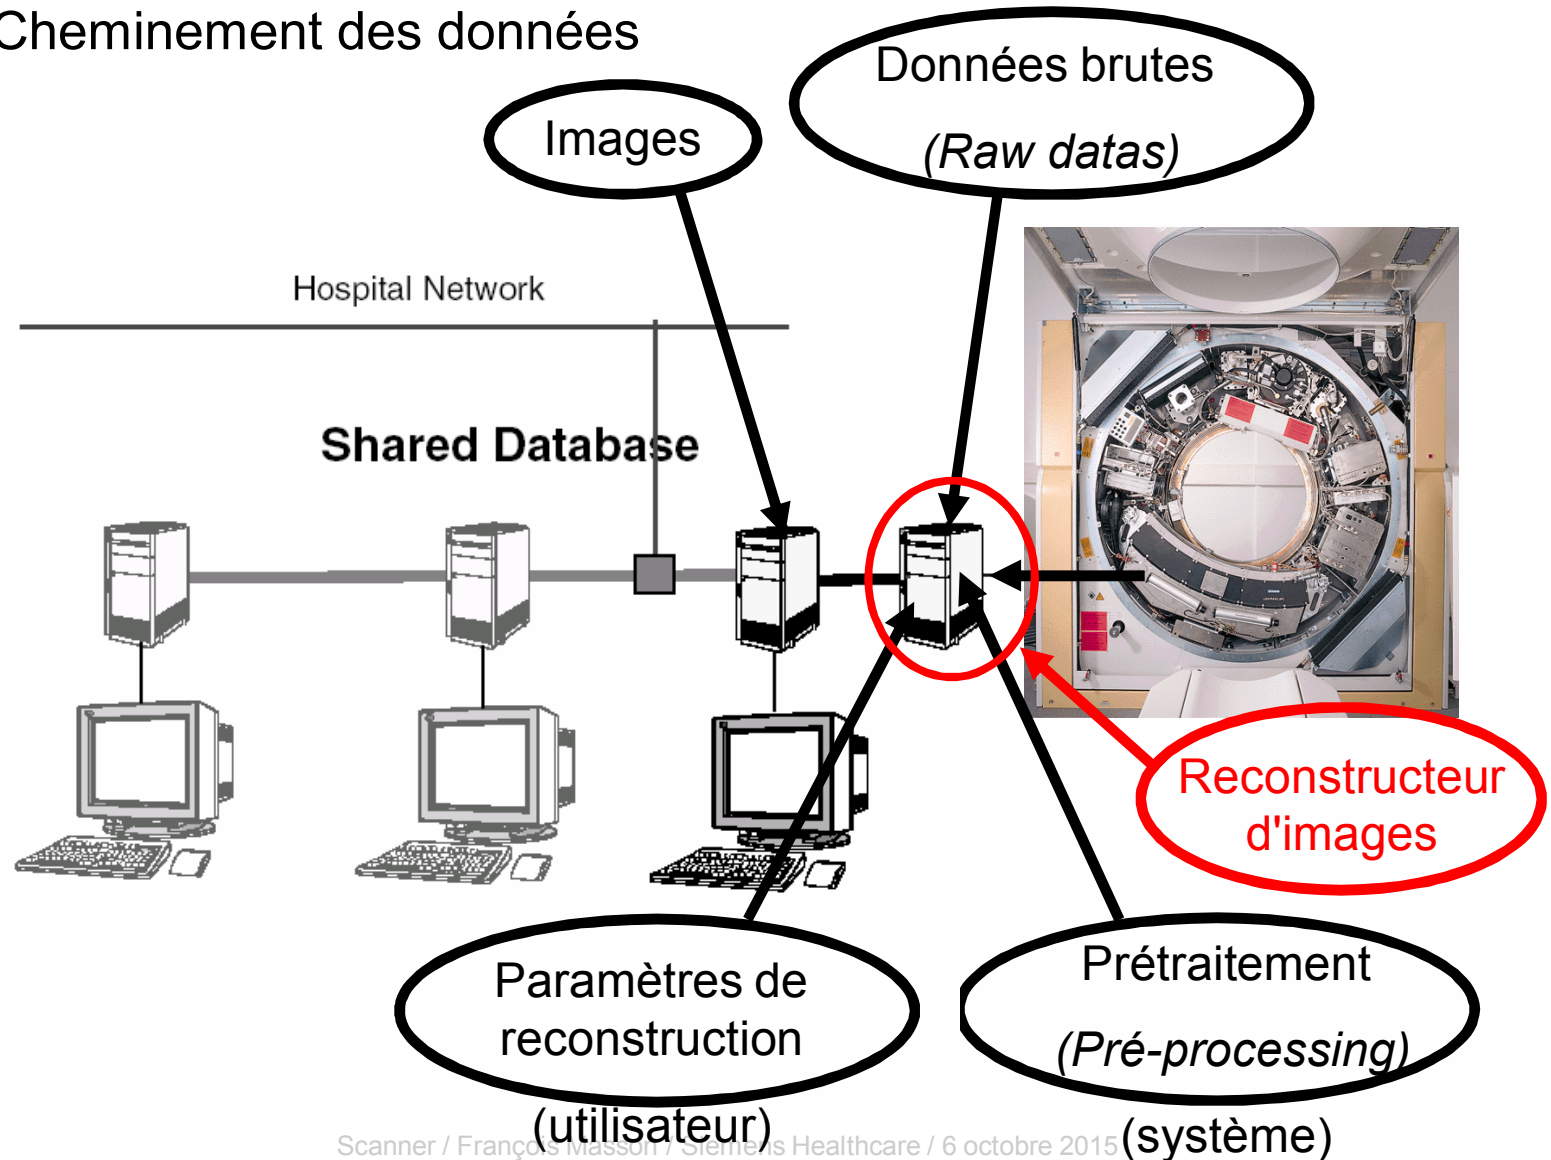 Cheminement des données
Données brutes
(Raw datas)
Images
Hospital Network
Shared Database
Reconstructeur
d'images
Paramètres de
reconstruction
(utilisateur)
Prétraitement
(Pré-processing)
(système)
Scanner / François Masson / Siemens Healthcare / 6 octobre 2015